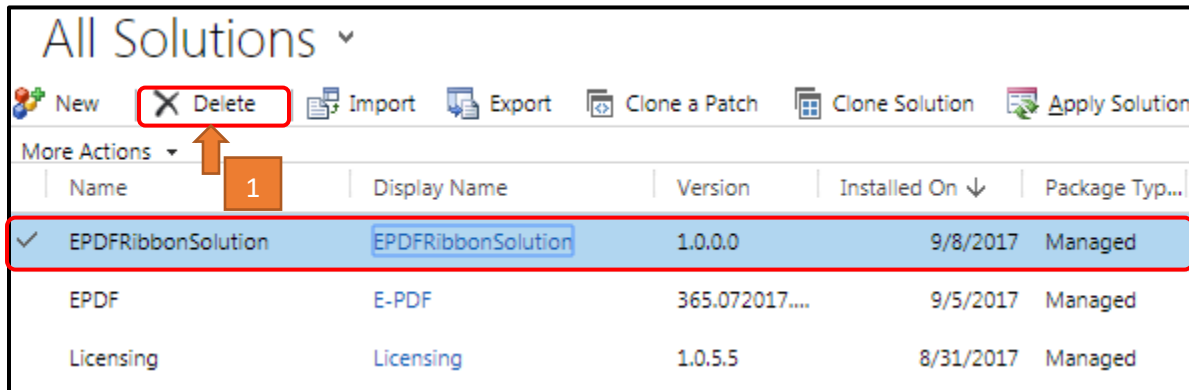 All Solutions
New Delete Import Export Clone a Patch Clone Solution Apply Solution
More Actions
1
Name Display Name Version Installed On Package Typ...
EPDFRibbonSolution EPDFRibbonSolution 1.0.0.0 9/8/2017 Managed
EPDF E-PDF 365.072017.... 9/5/2017 Managed
Licensing Licensing 1.0.5.5 8/31/2017 Managed